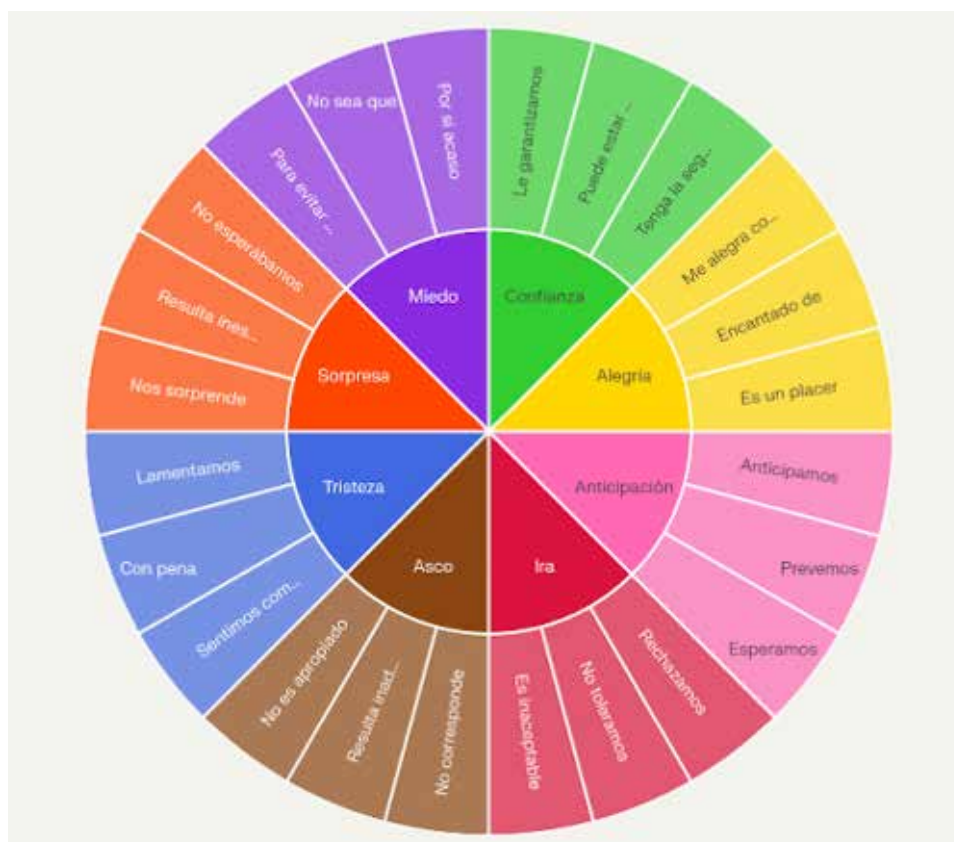 Miedo
Confianza
Alegría
Anticipación
Ira
Asco
Tristeza
Sorpresa
Por si acaso
No sea que
Para evitar ...
Le garantizamos
Puede estar ...
Tenga la seg...
Me alegra co...
Encantado de
Es un placer
Anticipamos
Prevemos
Esperamos
Rechazamos
No toleramos
Es inaceptable
No corresponde
Resulta inad...
No es apropiado
Sentimos com...
Con pena
Lamentamos
Nos sorprende
Resulta ines...
No esperábamos